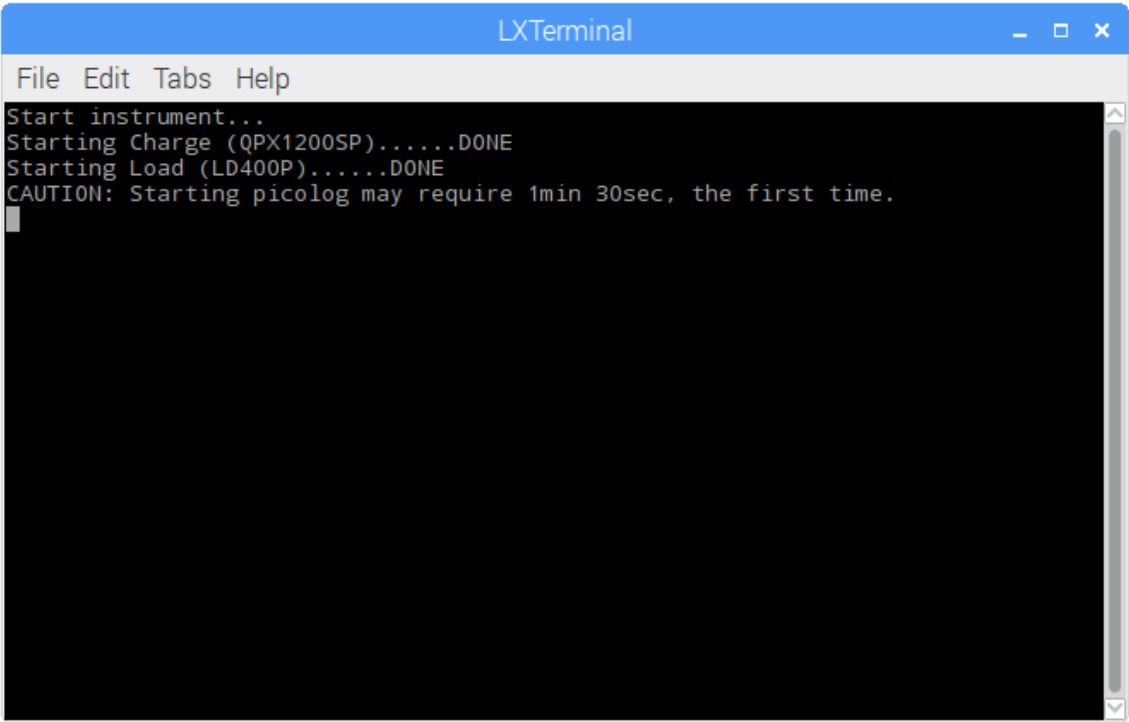 LXTerminal
File Edit Tabs Help
Start instrument...
Starting Charge (QPX1200SP)......DONE
Starting Load (LD400P)......DONE
CAUTION: Starting picolog may require 1min 30sec, the first time.